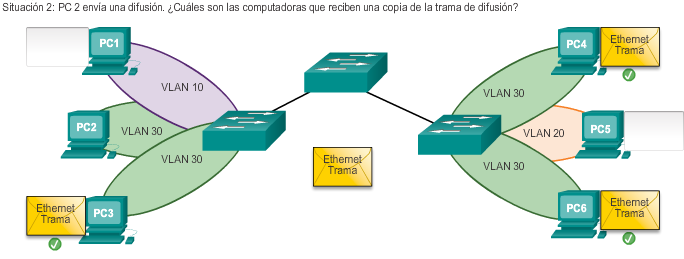 Situación 2: PC 2 envía una difusión. ¿Cuáles son las computadoras que reciben una copia de la trama de difusión?
PC1
VLAN 10
PC2
VLAN 30
VLAN 30
Ethernet
Trama
PC3
Ethernet
Trama
PC4
Ethernet
Trama
VLAN 30
VLAN 20
PC5
VLAN 30
PC6
Ethernet
Trama